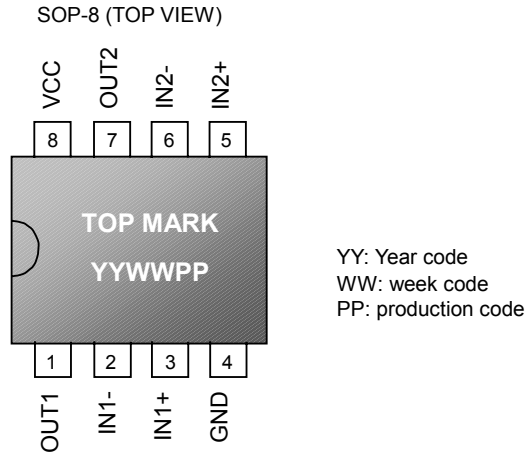 SOP-8 (TOP VIEW)
VCC OUT2 IN2- IN2+
8 7 6 5
TOP MARK
YYWWPP
YY: Year code
WW: week code
PP: production code
1 2 3 4
OUT1 IN1- IN1+ GND